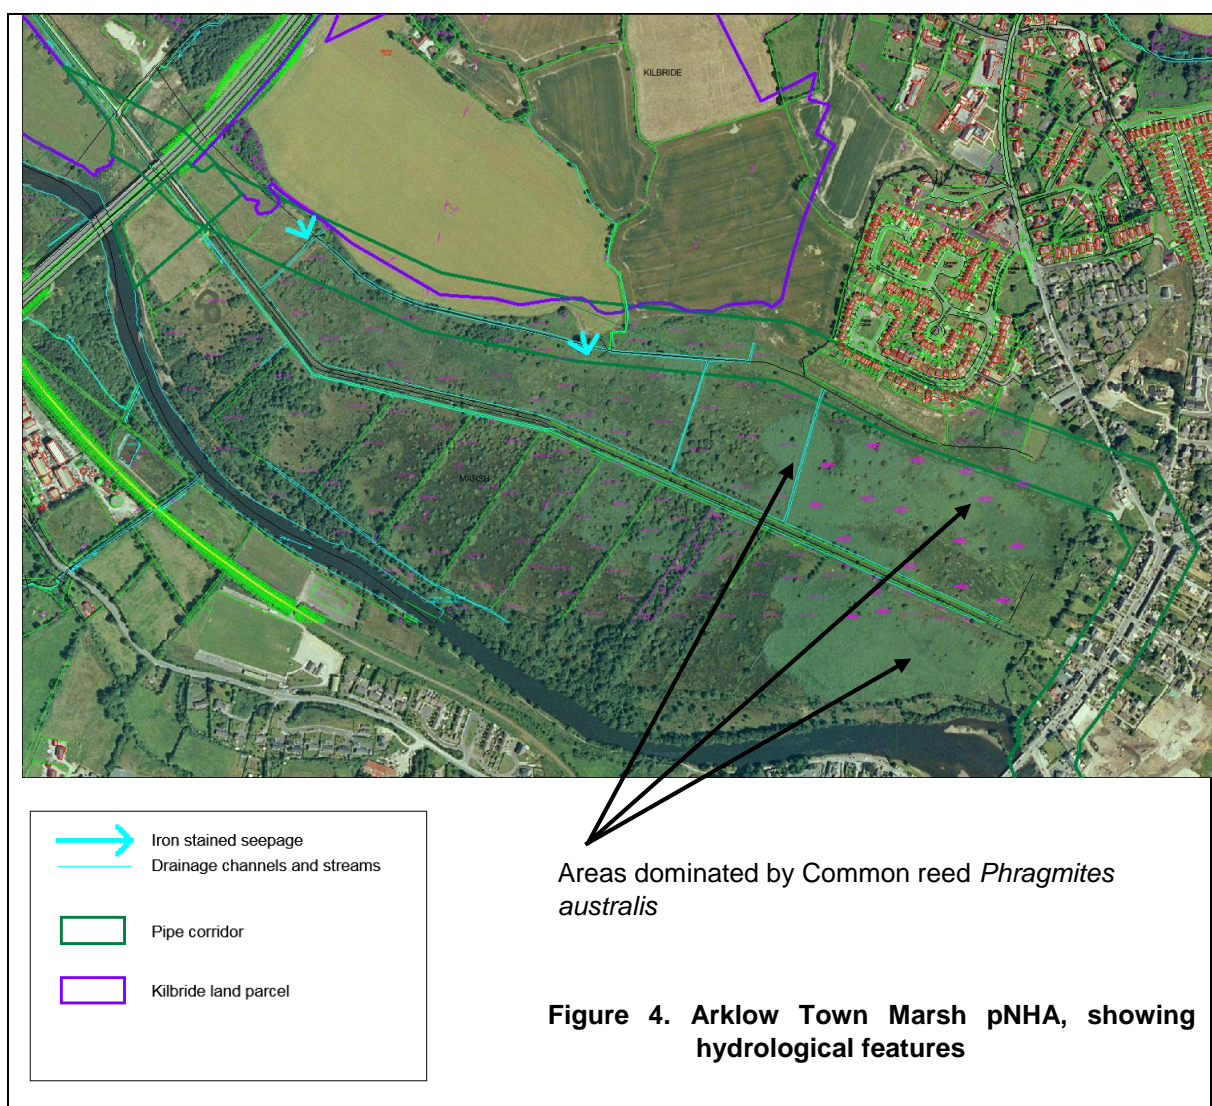 KILBRIDE
MARSH
Iron stained seepage
Drainage channels and streams
Pipe corridor
Kilbride land parcel
Areas dominated by Common reed Phragmites
australis
Figure 4. Arklow Town Marsh pNHA, showing
hydrological features